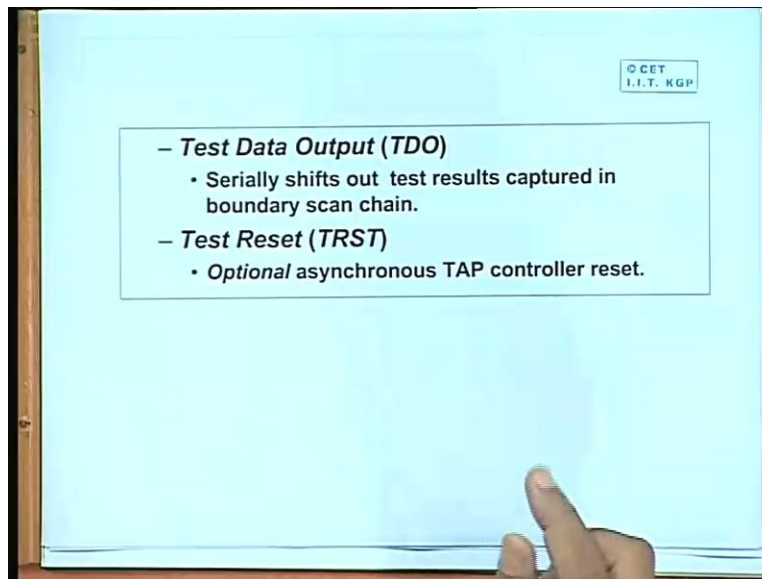 © CET
I.I.T. KGP
– Test Data Output (TDO)
• Serially shifts out test results captured in
boundary scan chain.
– Test Reset (TRST)
• Optional asynchronous TAP controller reset.